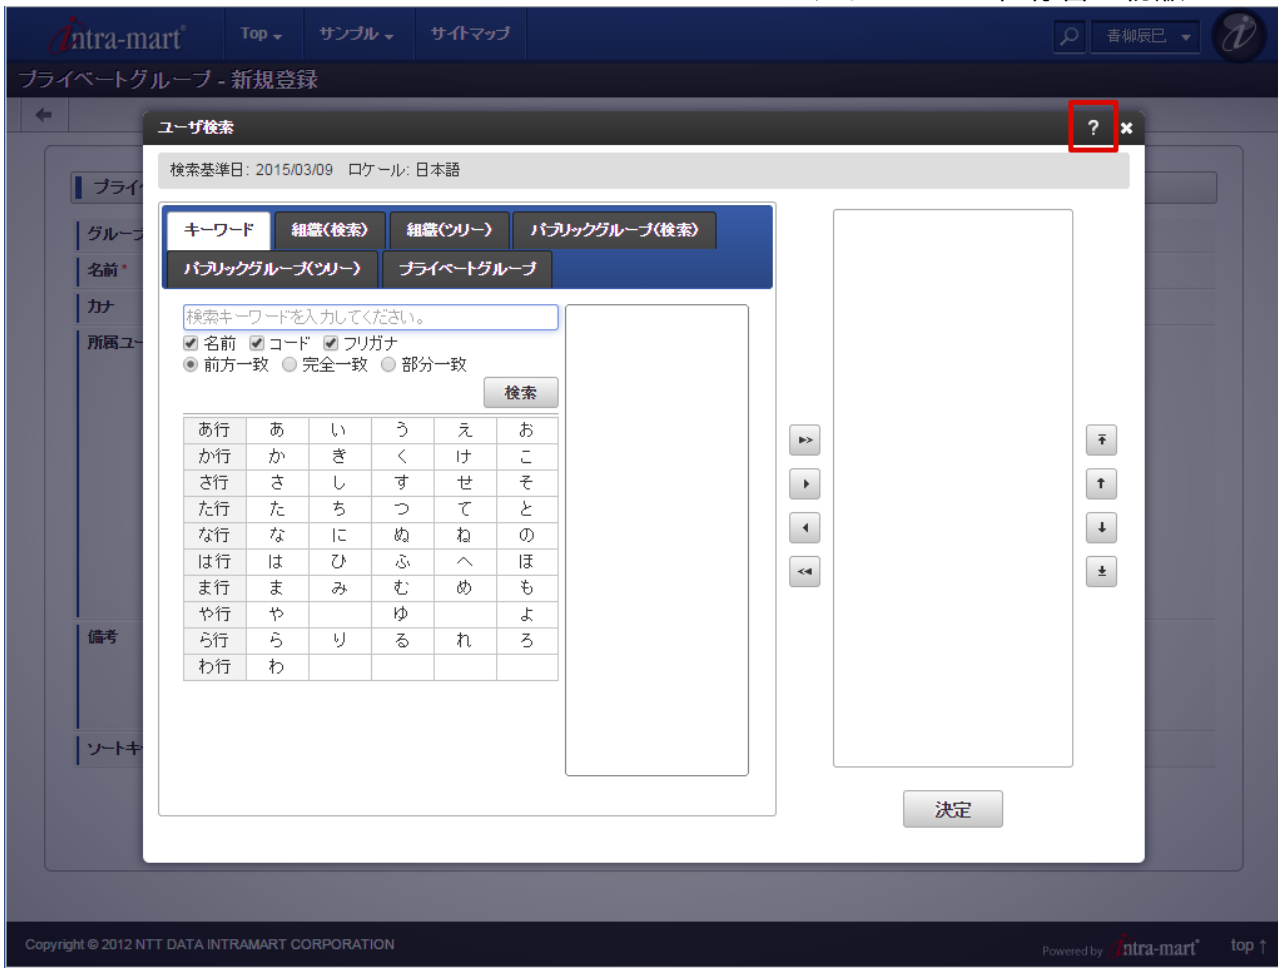 intra-mart Top サンプル サイトマップ 青柳辰巳
プライベートグループ - 新規登録
ユーザ検索 ?
検索基準日: 2015/03/09 ロケール: 日本語
プライ
キーワード 組織(検索) 組織(ツリー) パブリックグループ(検索)
パブリックグループ(ツリー) プライベートグループ
グループ
名前*
カナ
所属ユー
備考
ソートキ
検索キーワードを入力してください。
名前 コード フリガナ
前方一致 完全一致 部分一致
検索
あ行 あ い う え お
か行 か き く け こ
さ行 さ し す せ そ
た行 た ち つ て と
な行 な に ぬ ね の
は行 は ひ ふ へ ほ
ま行 ま み む め も
や行 や ゆ よ
ら行 ら り る れ ろ
わ行 わ
決定
Copyright © 2012 NTT DATA INTRAMART CORPORATION
Powered by intra-mart top ↑